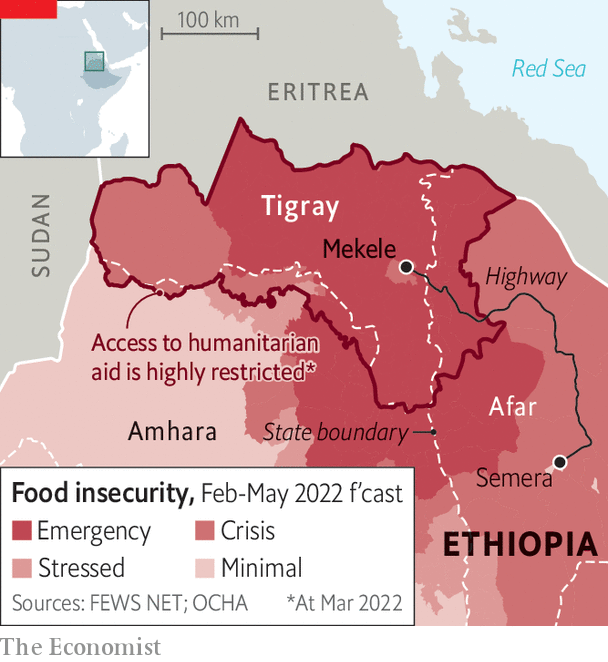 100 km
Red Sea
ERITREA
SUDAN
Tigray
Mekele
Highway
Access to humanitarian
aid is highly restricted*
Afar
Amhara
State boundary
Semera
ETHIOPIA
Food insecurity, Feb-May 2022 f'cast
Emergency
Crisis
Stressed
Minimal
Sources: FEWS NET; OCHA
*At Mar 2022
The Economist